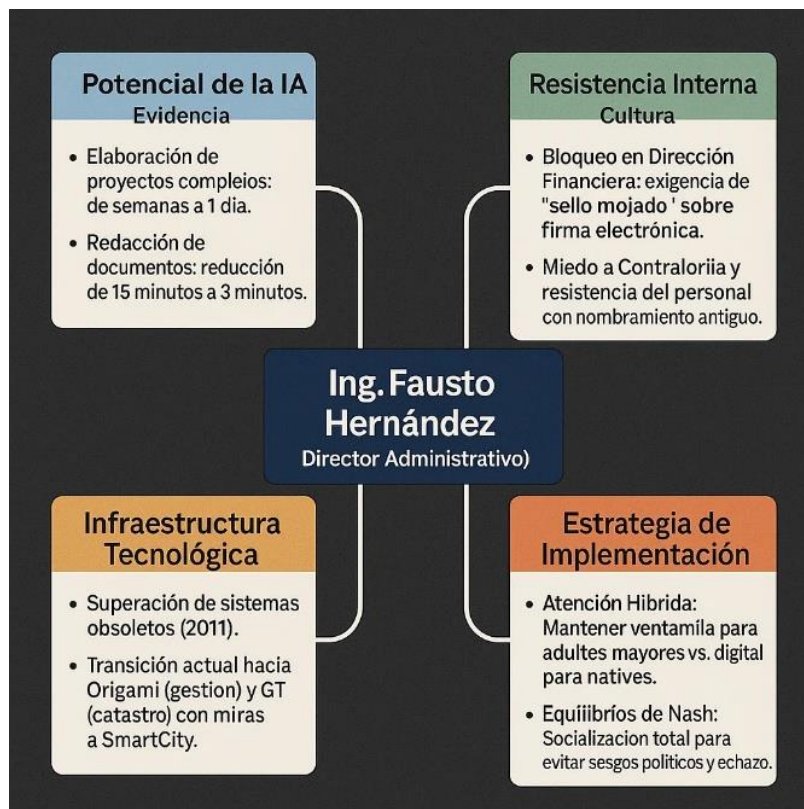 Potencial de la IA
Evidencia
• Elaboración de
proyectos compleios:
de semanas a 1 dia.
• Redacción de
documentos: reducción
de 15 minutos a 3 minutos.
Resistencia Interna
Cultura
• Bloqueo en Dirección
Financiera: exigencia de
"sello mojado ' sobre
firma electrónica.
• Miedo a Contraloriia y
resistencia del personal
con nombramiento antiguo.
Ing. Fausto
Hernández
Director Administrativo)
Infraestructura
Tecnológica
• Superación de sistemas
obsoletos (2011).
• Transición actual hacia
Origami (gestion) y GT
(catastro) con miras
a SmartCity.
Estrategia de
Implementación
• Atención Hibrida:
Mantener ventamíla para
adultes mayores vs. digital
para natives.
• Equiiibríos de Nash:
Socializacion total para
evitar sesgos politicos y echazo.